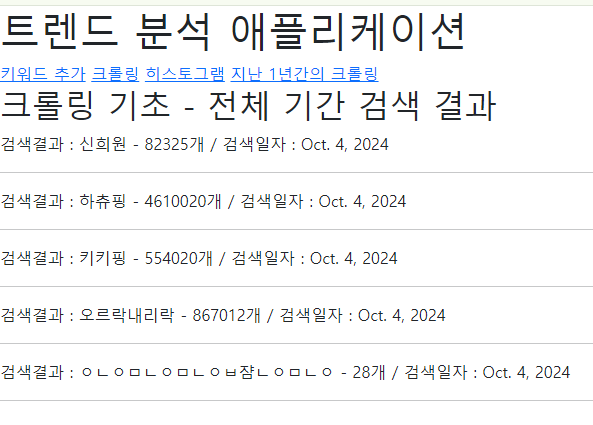 트렌드 분석 애플리케이션
키워드 추가 크롤링 히스토그램 지난 1년간의 크롤링
크롤링 기초 - 전체 기간 검색 결과
검색결과 : 신희원 - 82325개 / 검색일자 : Oct. 4, 2024
검색결과 : 하츄핑 - 4610020개 / 검색일자 : Oct. 4, 2024
검색결과 : 키키핑 - 554020개 / 검색일자 : Oct. 4, 2024
검색결과 : 오르락내리락 - 867012개 / 검색일자 : Oct. 4, 2024
검색결과 : ㅇㄴㅇㅁㄴㅇㅁㄴㅇㅂ쟘ㄴㅇㅁㄴㅇ - 28개 / 검색일자 : Oct. 4, 2024